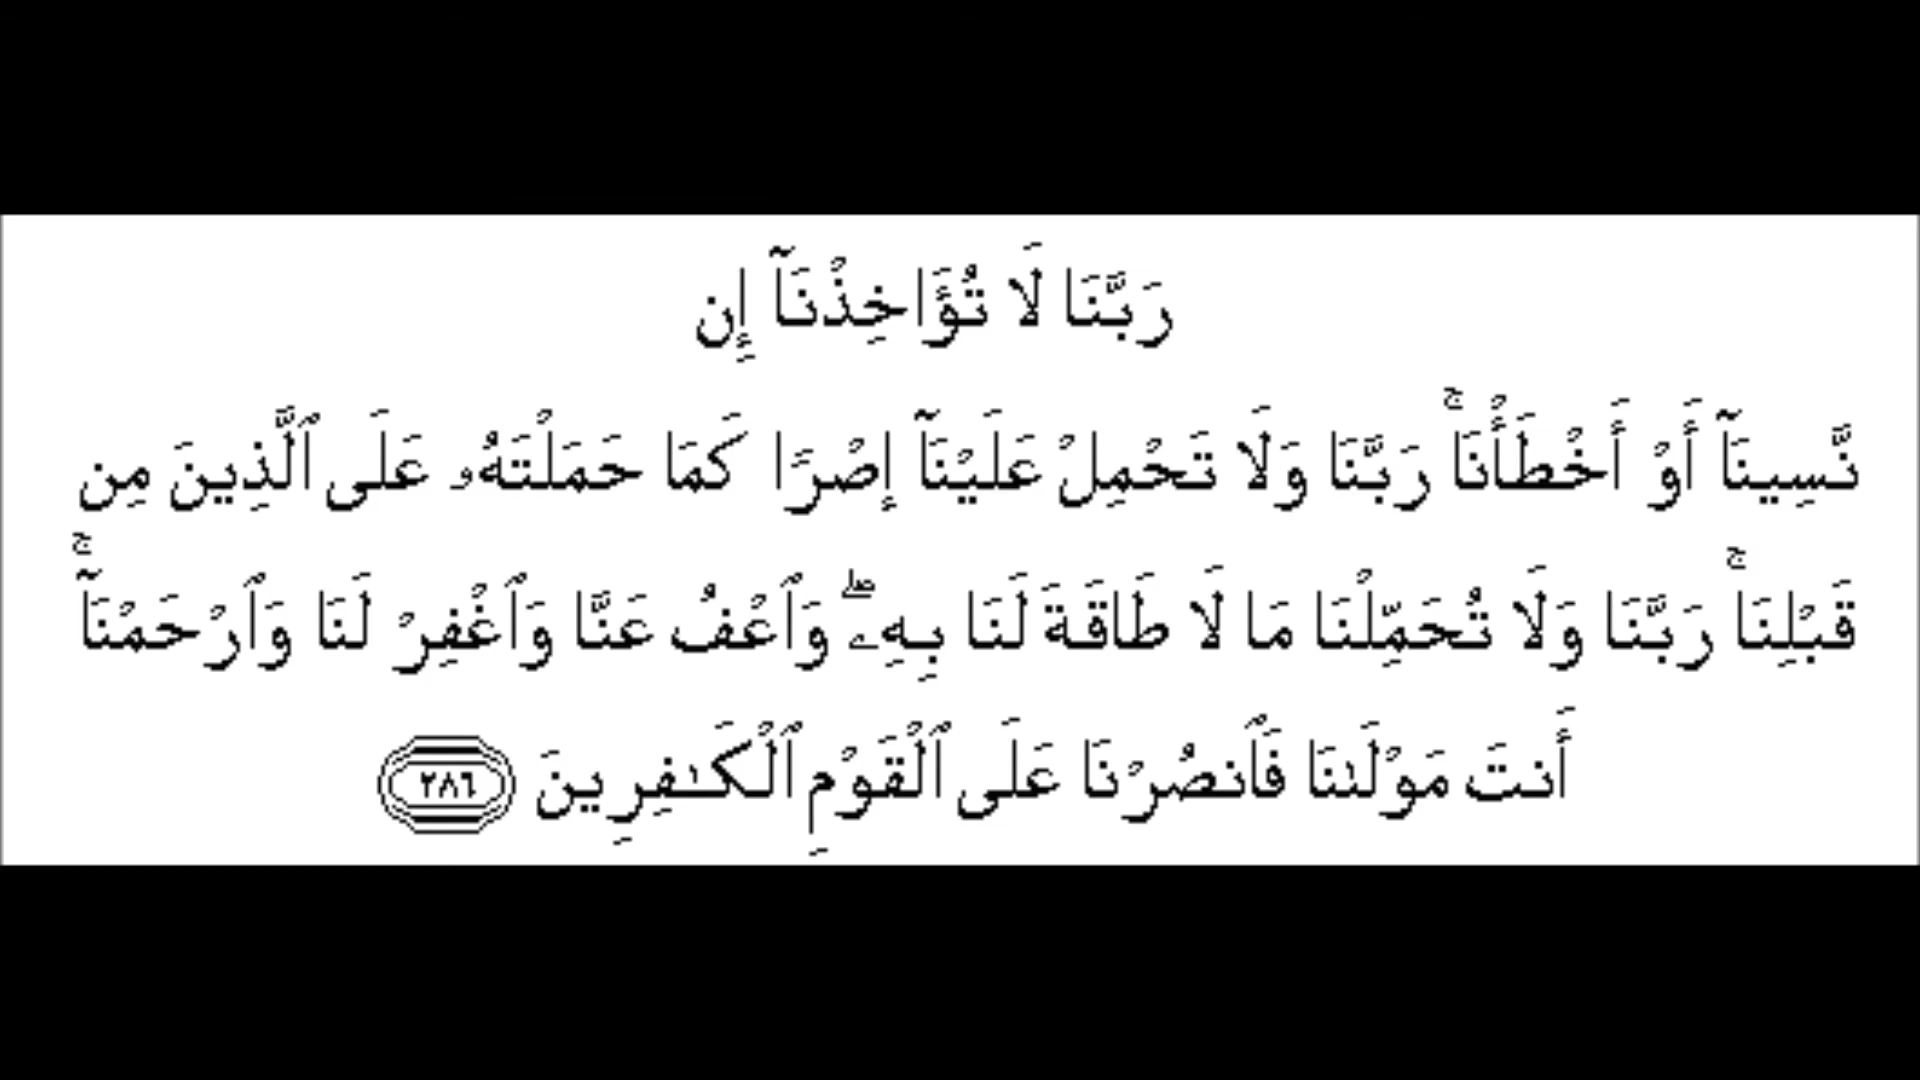 رَبَّنَا لَا تُؤَاخِذْنَآ إِن
نَّسِينَآ أَوْ أَخْطَأْنَا ۚ رَبَّنَا وَلَا تَحْمِلْ عَلَيْنَآ إِصْرًا كَمَا حَمَلْتَهُۥ عَلَى ٱلَّذِينَ مِن
قَبْلِنَا ۚ رَبَّنَا وَلَا تُحَمِّلْنَا مَا لَا طَاقَةَ لَنَا بِهِۦ ۖ وَٱعْفُ عَنَّا وَٱغْفِرْ لَنَا وَٱرْحَمْنَآ ۚ
أَنتَ مَوْلَىٰنَا فَٱنصُرْنَا عَلَى ٱلْقَوْمِ ٱلْكَـٰفِرِينَ ٢٨٦